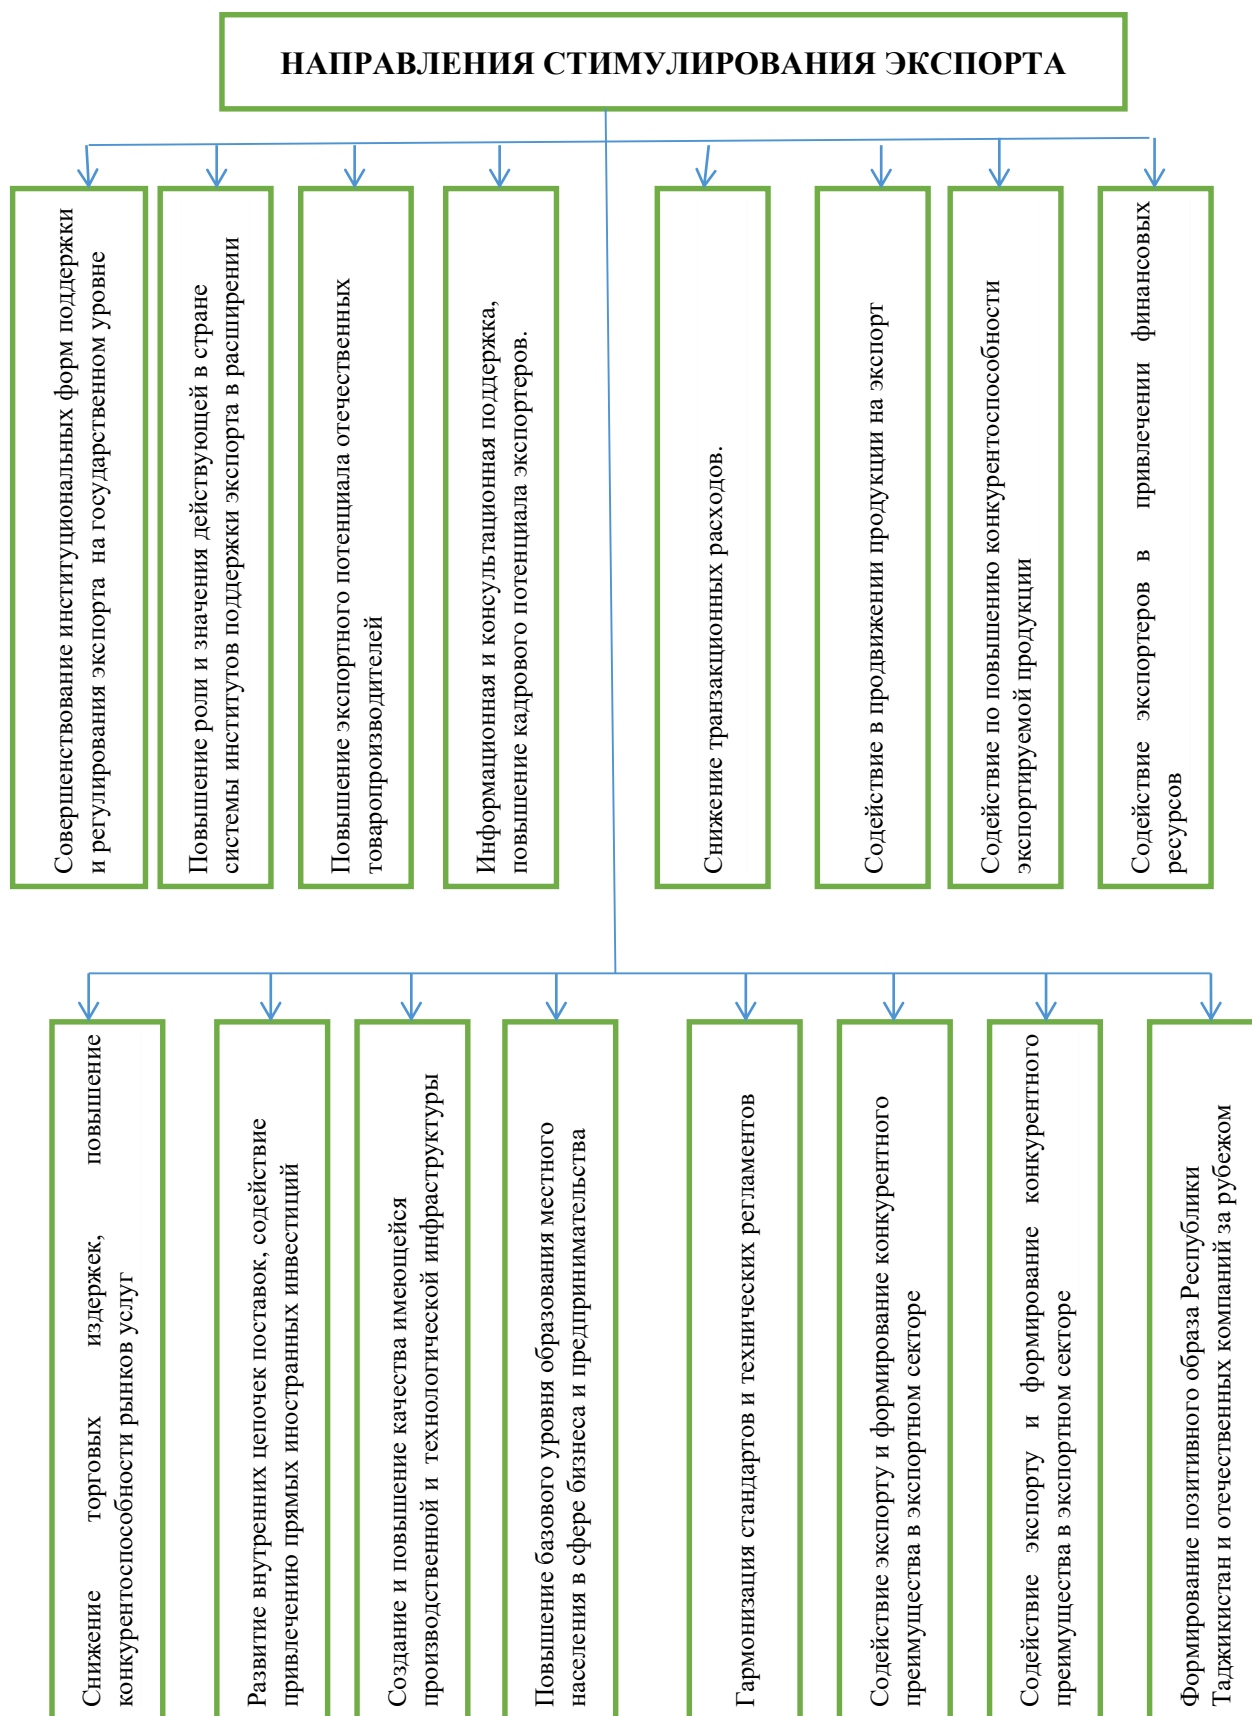 НАПРАВЛЕНИЯ СТИМУЛИРОВАНИЯ ЭКСПОРТА
Совершенствование институциональных форм поддержки
и регулирования экспорта на государственном уровне
Повышение роли и значения действующей в стране
системы институтов поддержки экспорта в расширении
Повышение экспортного потенциала отечественных
товаропроизводителей
Информационная и консультационная поддержка,
повышение кадрового потенциала экспортеров.
Снижение транзакционных расходов.
Содействие в продвижении продукции на экспорт
Содействие по повышению конкурентоспособности
экспортируемой продукции
Содействие экспортеров в привлечении финансовых
ресурсов
Снижение торговых издержек, повышение
конкурентоспособности рынков услуг
Развитие внутренних цепочек поставок, содействие
привлечению прямых иностранных инвестиций
Создание и повышение качества имеющейся
производственной и технологической инфраструктуры
Повышение базового уровня образования местного
населения в сфере бизнеса и предпринимательства
Гармонизация стандартов и технических регламентов
Содействие экспорту и формирование конкурентного
преимущества в экспортном секторе
Содействие экспорту и формирование конкурентного
преимущества в экспортном секторе
Формирование позитивного образа Республики
Таджикистан и отечественных компаний за рубежом